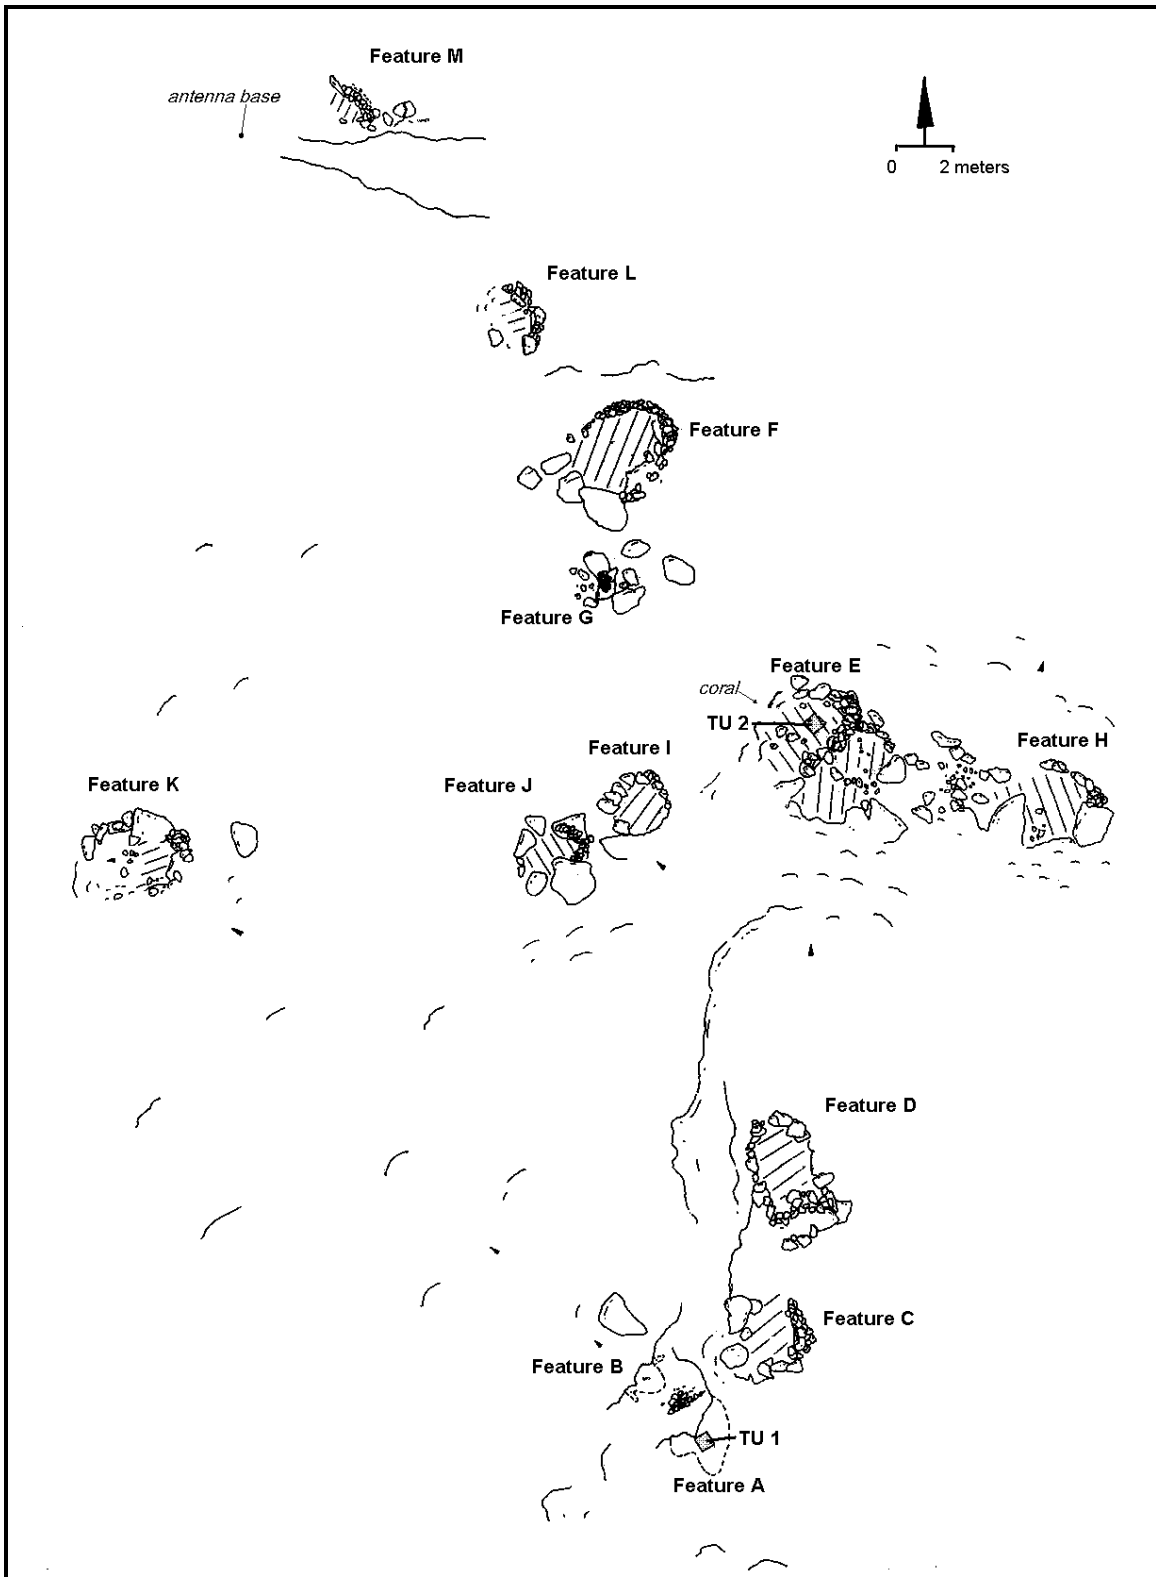 Feature M
antenna base
0 2 meters
Feature L
Feature F
Feature G
Feature E
coral
TU 2
Feature H
Feature I
Feature J
Feature K
Feature D
Feature C
Feature B
TU 1
Feature A